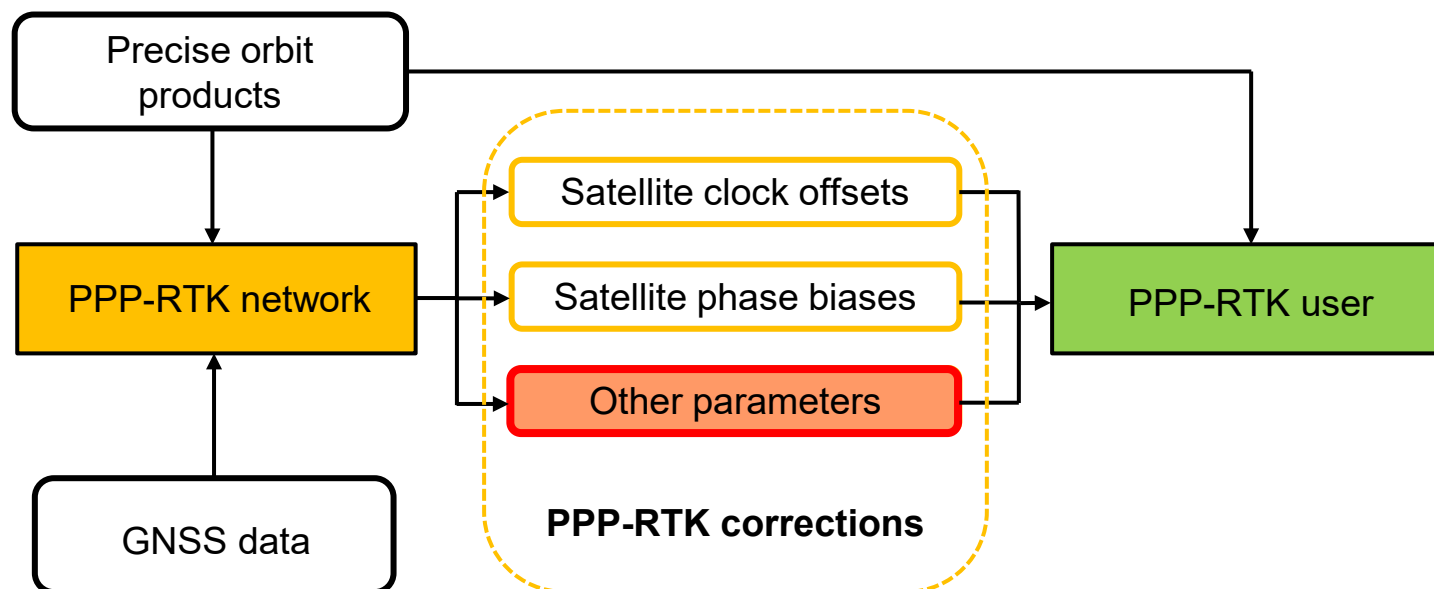 Precise orbit
products
Satellite clock offsets
PPP-RTK network
Satellite phase biases
PPP-RTK user
Other parameters
PPP-RTK corrections
GNSS data